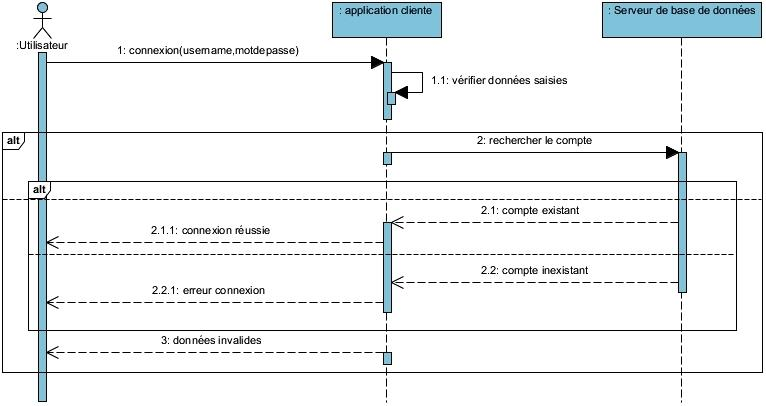 : application cliente
: Serveur de base de données
:Utilisateur
1: connexion(username,motdepasse)
1.1: vérifier données saisies
alt
2: rechercher le compte
alt
2.1: compte existant
2.1.1: connexion réussie
2.2: compte inexistant
2.2.1: erreur connexion
3: données invalides